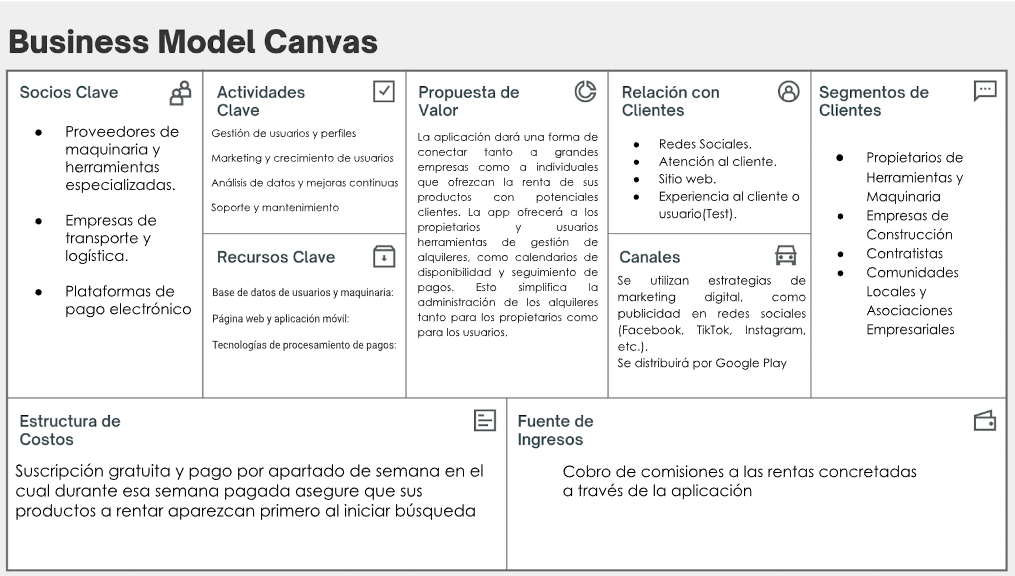 Business Model Canvas
Socios Clave
● Proveedores de
maquinaria y
herramientas
especializadas.
● Empresas de
transporte y
logística.
● Plataformas de
pago electrónico
Actividades
Clave
Gestión de usuarios y perfiles
Marketing y crecimiento de usuarios
Análisis de datos y mejoras continuas
Soporte y mantenimiento
Recursos Clave
Base de datos de usuarios y maquinaria:
Página web y aplicación móvil:
Tecnologías de procesamiento de pagos:
Propuesta de
Valor
La aplicación dará una forma de
conectar tanto a grandes
empresas como a individuales
que ofrezcan la renta de sus
productos con potenciales
clientes. La app ofrecerá a los
propietarios y usuarios
herramientas de gestión de
alquileres, como calendarios de
disponibilidad y seguimiento de
pagos. Esto simplifica la
administración de los alquileres
tanto para los propietarios como
para los usuarios.
Relación con
Clientes
● Redes Sociales.
● Atención al cliente.
● Sitio web.
● Experiencia al cliente o
usuario(Test).
Canales
Se utilizan estrategias de
marketing digital, como
publicidad en redes sociales
(Facebook, TikTok, Instagram,
etc.).
Se distribuirá por Google Play
Segmentos de
Clientes
● Propietarios de
Herramientas y
Maquinaria
● Empresas de
Construcción
● Contratistas
● Comunidades
Locales y
Asociaciones
Empresariales
Estructura de
Costos
Suscripción gratuita y pago por apartado de semana en el
cual durante esa semana pagada asegure que sus
productos a rentar aparezcan primero al iniciar búsqueda
Fuente de
Ingresos
Cobro de comisiones a las rentas concretadas
a través de la aplicación